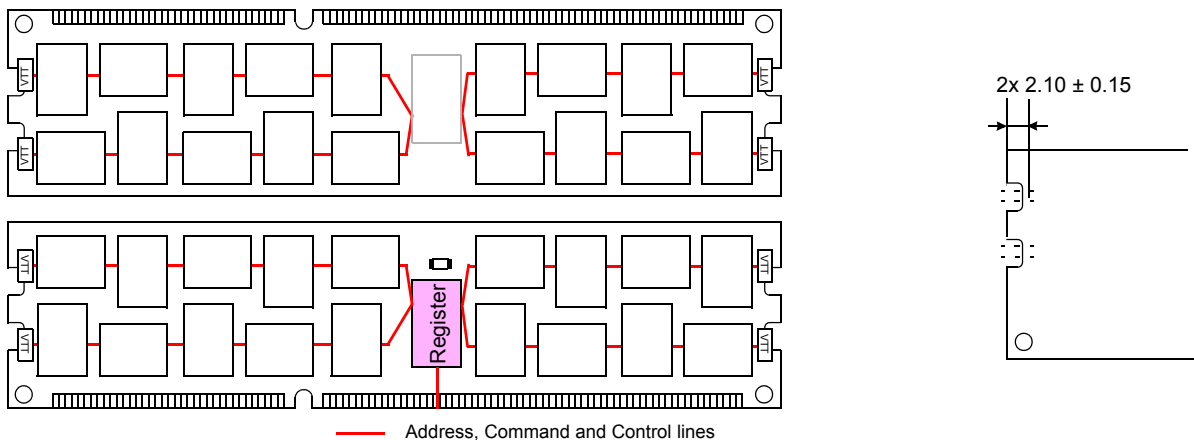 VTT
VTT
VTT
VTT
2x 2.10 ± 0.15
VTT
VTT
Register
VTT
VTT
Address, Command and Control lines